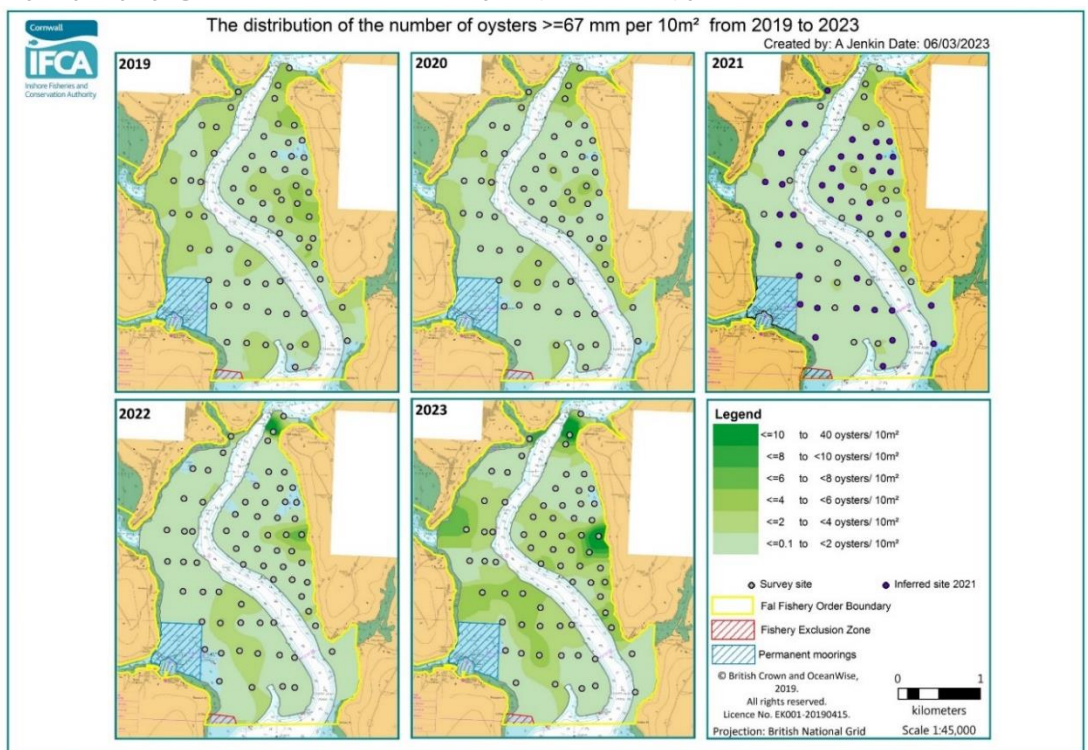 Cornwall
IFCA
Inshore Fisheries and
Conservation Authority
The distribution of the number of oysters >=67 mm per 10m² from 2019 to 2023
Created by: A Jenkin Date: 06/03/2023
2019
2020
2021
2022
2023
Legend
<=10 to 40 oysters/ 10m²
<=8 to <10 oysters/ 10m²
<=6 to <8 oysters/ 10m²
<=4 to <6 oysters/ 10m²
<=2 to <4 oysters/ 10m²
<=0.1 to <2 oysters/ 10m²
Survey site
Inferred site 2021
Fal Fishery Order Boundary
Fishery Exclusion Zone
Permanent moorings
© British Crown and OceanWise,
2019.
All rights reserved.
Licence No. EK001-20190415.
Projection: British National Grid
0 1
kilometers
Scale 1:45,000